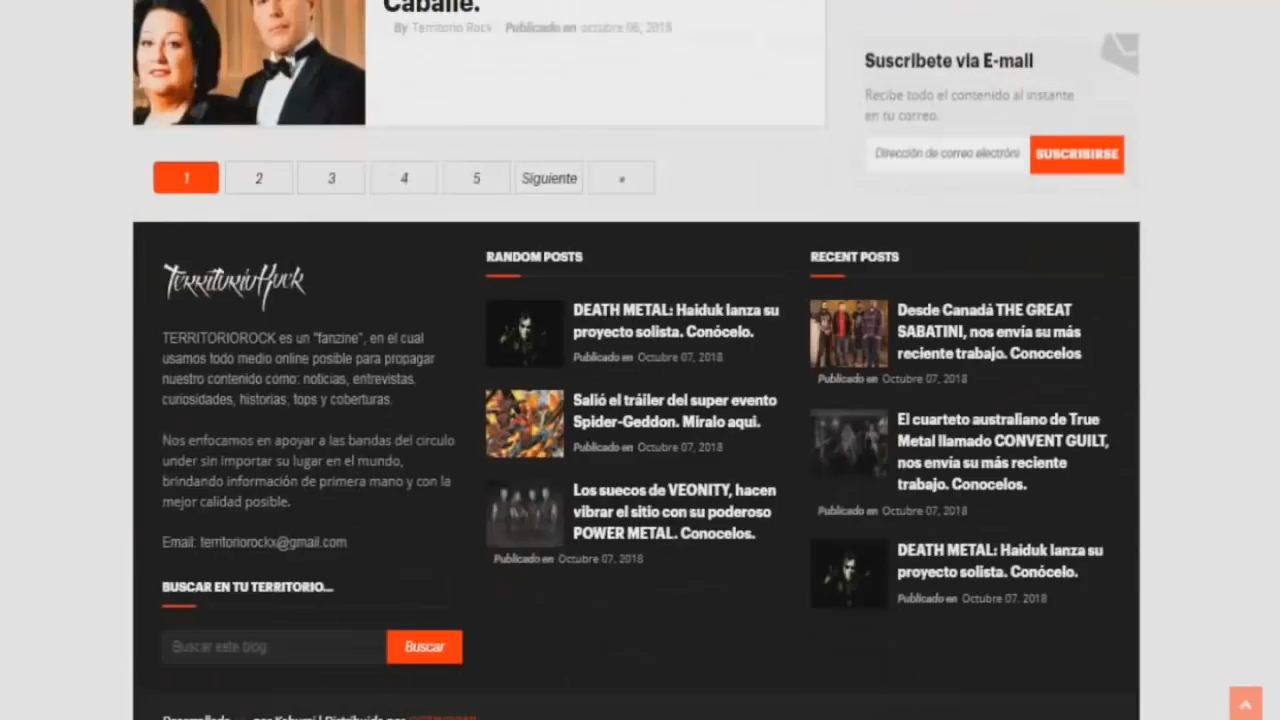 Caballé.
By Territorio Rock Publicado en octubre 06, 2018
1 2 3 4 5 Siguiente »
Suscribete via E-mail
Recibe todo el contenido al instante
en tu correo.
Dirección de correo electróni SUSCRIBIRSE
TerritorioRock
TERRITORIOROCK es un "fanzine", en el cual
usamos todo medio online posible para propagar
nuestro contenido como: noticias, entrevistas,
curiosidades, historias, tops y coberturas.
Nos enfocamos en apoyar a las bandas del circulo
under sin importar su lugar en el mundo,
brindando información de primera mano y con la
mejor calidad posible.
Email: territoriorockx@gmail.com
BUSCAR EN TU TERRITORIO...
Buscar este blog Buscar
RANDOM POSTS
DEATH METAL: Haiduk lanza su
proyecto solista. Conócelo.
Publicado en Octubre 07, 2018
Salió el tráiler del super evento
Spider-Geddon. Miralo aqui.
Publicado en Octubre 07, 2018
Los suecos de VEONITY, hacen
vibrar el sitio con su poderoso
POWER METAL. Conocelos.
Publicado en Octubre 07, 2018
RECENT POSTS
Desde Canadá THE GREAT
SABATINI, nos envía su más
reciente trabajo. Conocelos
Publicado en Octubre 07, 2018
El cuarteto australiano de True
Metal llamado CONVENT GUILT,
nos envía su más reciente
trabajo. Conocelos.
Publicado en Octubre 07, 2018
DEATH METAL: Haiduk lanza su
proyecto solista. Conócelo.
Publicado en Octubre 07, 2018